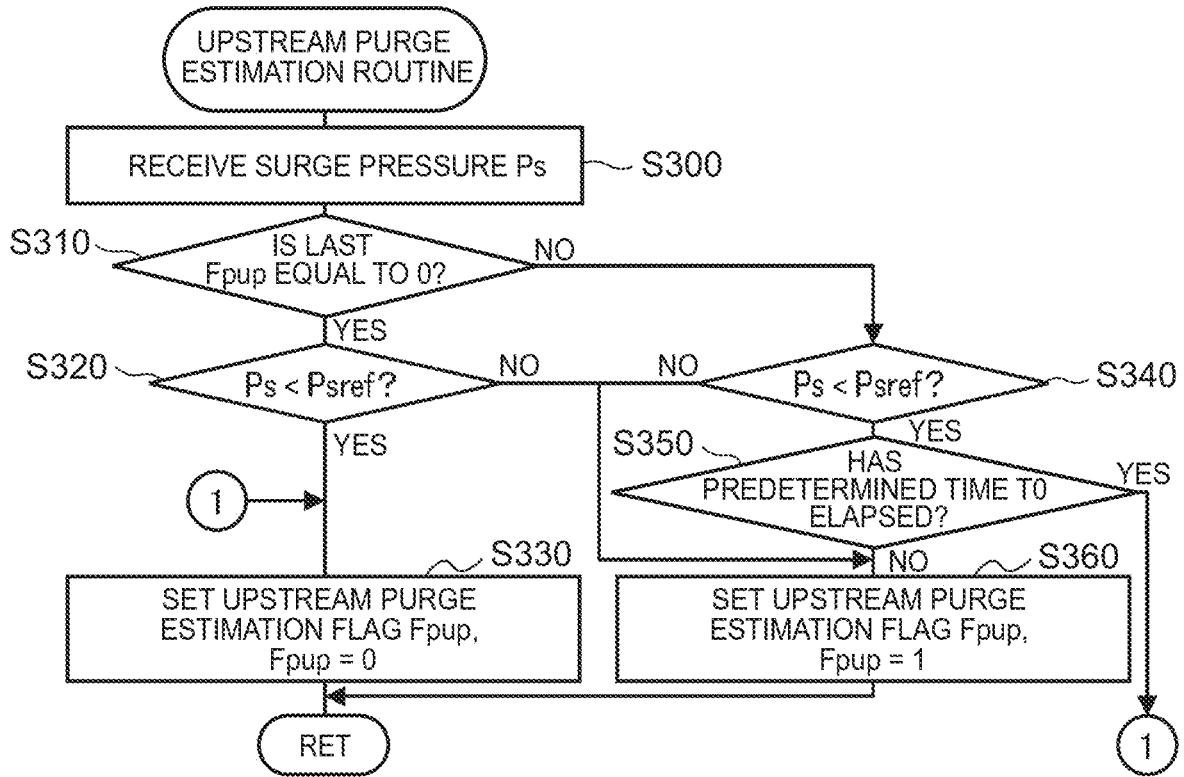 UPSTREAM PURGE
ESTIMATION ROUTINE
RECEIVE SURGE PRESSURE Ps
S300
S310
IS LAST
Fpup EQUAL TO 0?
NO
YES
S320
Ps < Psref?
NO
YES
NO
Ps < Psref?
S340
YES
S350
HAS
PREDETERMINED TIME T0
ELAPSED?
YES
NO
1
S330
SET UPSTREAM PURGE
ESTIMATION FLAG Fpup,
Fpup = 0
S360
SET UPSTREAM PURGE
ESTIMATION FLAG Fpup,
Fpup = 1
RET
1